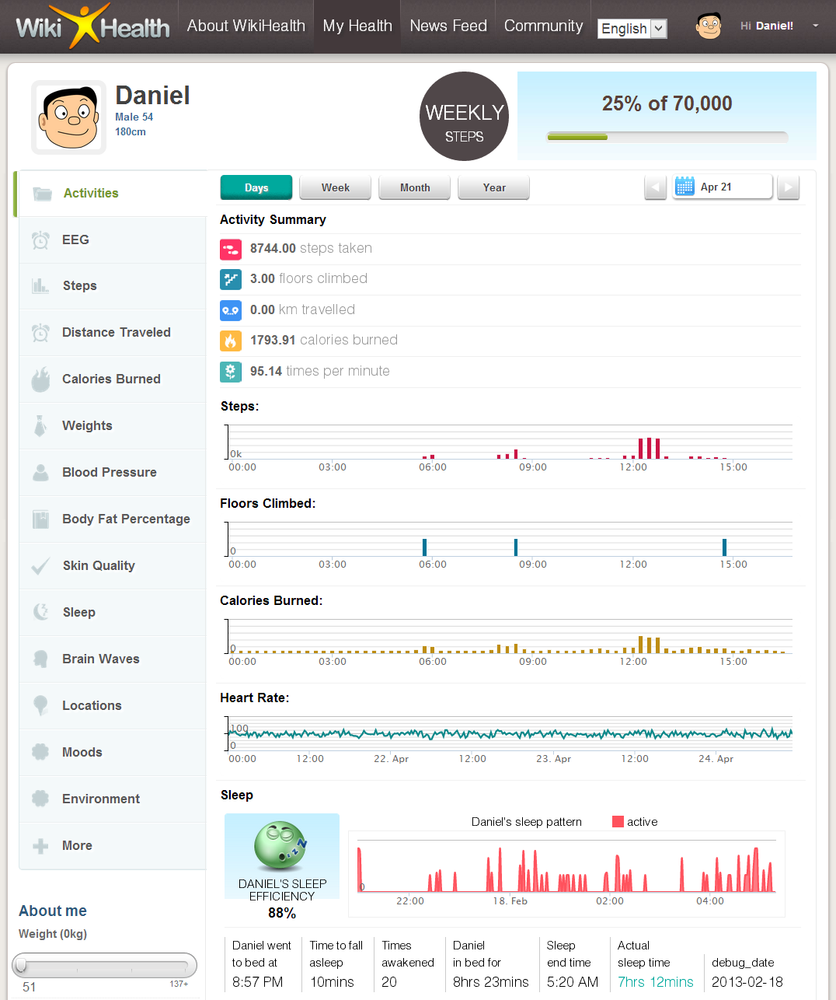 Wiki Health About WikiHealth My Health News Feed Community English Hi Daniel!
Daniel
Male 54
180cm
WEEKLY
STEPS
25% of 70,000
Activities
EEG
Steps
Distance Traveled
Calories Burned
Weights
Blood Pressure
Body Fat Percentage
Skin Quality
Sleep
Brain Waves
Locations
Moods
Environment
More
About me
Weight (0kg)
51 137+
Days Week Month Year Apr 21
Activity Summary
8744.00 steps taken
3.00 floors climbed
0.00 km travelled
1793.91 calories burned
95.14 times per minute
Steps:
0k
00:00 03:00 06:00 09:00 12:00 15:00
Floors Climbed:
0
00:00 03:00 06:00 09:00 12:00 15:00
Calories Burned:
0
00:00 03:00 06:00 09:00 12:00 15:00
Heart Rate:
100
0
00:00 12:00 22. Apr 12:00 23. Apr 12:00 24. Apr
Sleep
zzZ
DANIEL'S SLEEP
EFFICIENCY
88%
Daniel's sleep pattern active
0
22:00 18. Feb 02:00 04:00
Daniel went
to bed at
8:57 PM
Time to fall
asleep
10mins
Times
awakened
20
Daniel
in bed for
8hrs 23mins
Sleep
end time
5:20 AM
Actual
sleep time
7hrs 12mins
debug_date
2013-02-18